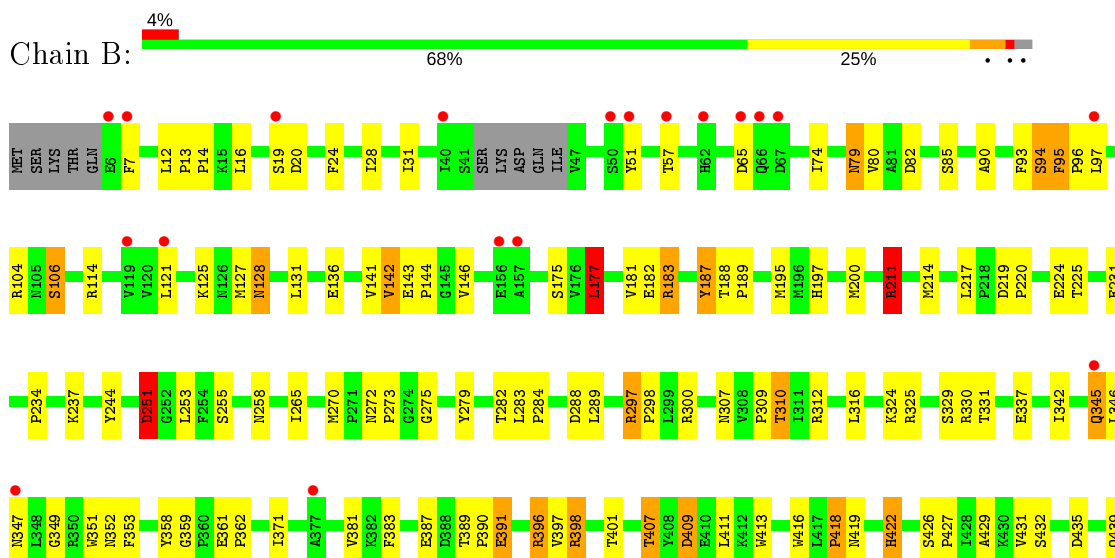 4%
Chain B:
68% 25% • • •
MET SER LYS THR GLN E6 F7 L12 P13 P14 K15 L16 S19 D20 F24 I28 I31 I40 S41 SER LYS ASP GLN ILE V47 S50 Y51 T57 H62 D65 Q66 D67 I74 N79 V80 A81 D82 S85 A90 F93 S94 F95 P96 L97
R104 N105 S106 R114 V119 V120 L121 K125 N126 M127 N128 L131 E136 V141 V142 E143 P144 G145 V146 E156 A157 S175 V176 L177 V181 E182 R183 Y187 T188 P189 M195 M196 H197 M200 R211 M214 L217 P218 D219 P220 E224 T225
P234 K237 Y244 D251 G252 L253 F254 S255 N258 I265 M270 P271 N272 P273 G274 G275 Y279 T282 L283 P284 D288 L289 R297 P298 L299 R300 N307 V308 P309 T310 I311 R312 L316 K324 R325 S329 R330 T331 E337 I342 Q345
N347 L348 G349 R350 W351 N352 F353 Y358 G359 P360 E361 P362 I371 A377 V381 K382 F383 E387 D388 T389 P390 E391 R396 V397 R398 T401 T407 Y408 D409 E410 L411 K412 W413 W416 L417 P418 N419 H422 S426 P427 I428 A429 K430 V431 S432 D435